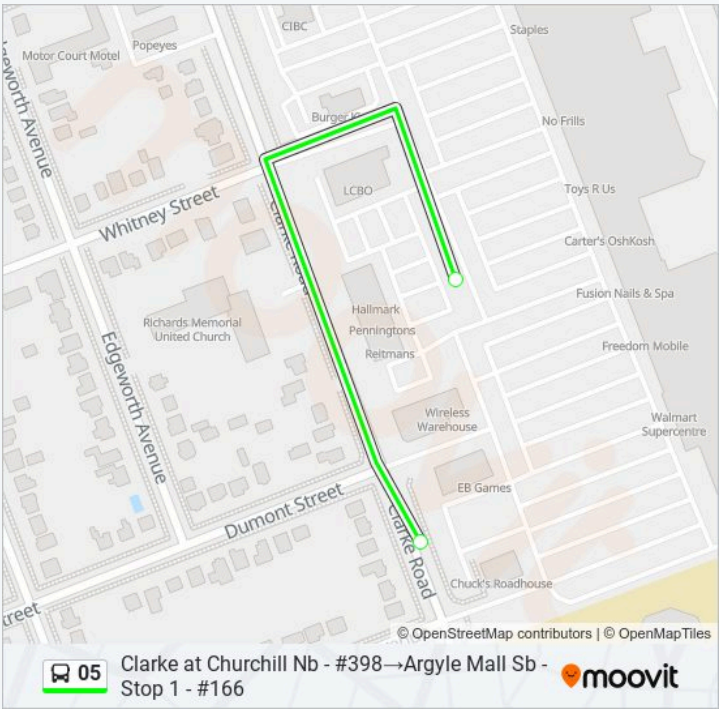 CIBC
Staples
Popeyes
Motor Court Motel
Edgeworth Avenue
Burger K
No Frills
LCBO
Toys R Us
Whitney Street
Clarke Road
Carter's OshKosh
Fusion Nails & Spa
Hallmark
Richards Memorial
United Church
Penningtons
Freedom Mobile
Reitmans
Edgeworth Avenue
Wireless
Warehouse
Walmart
Supercentre
EB Games
Dumont Street
Clarke Road
Chuck's Roadhouse
treet
© OpenStreetMap contributors | © OpenMapTiles
05
Clarke at Churchill Nb - #398→Argyle Mall Sb -
Stop 1 - #166
moovit